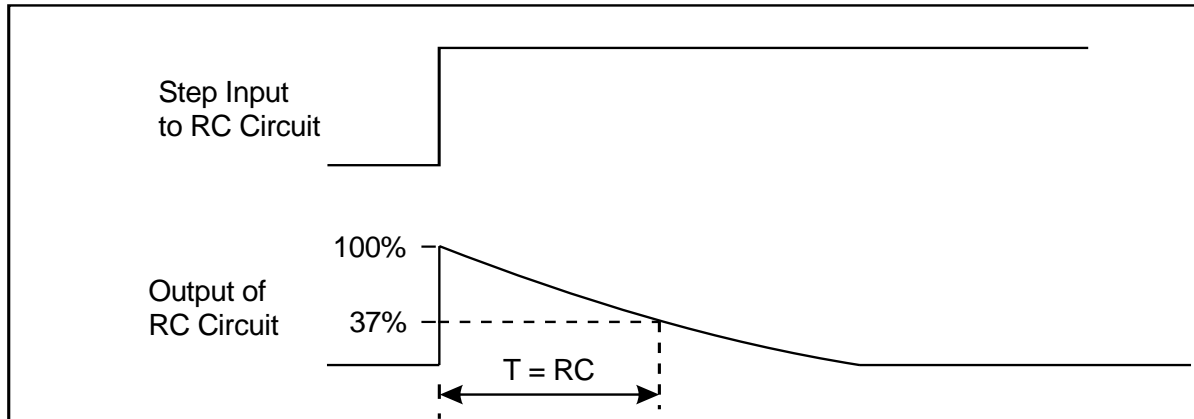 Step Input
to RC Circuit
100%
Output of
RC Circuit
37%
T = RC